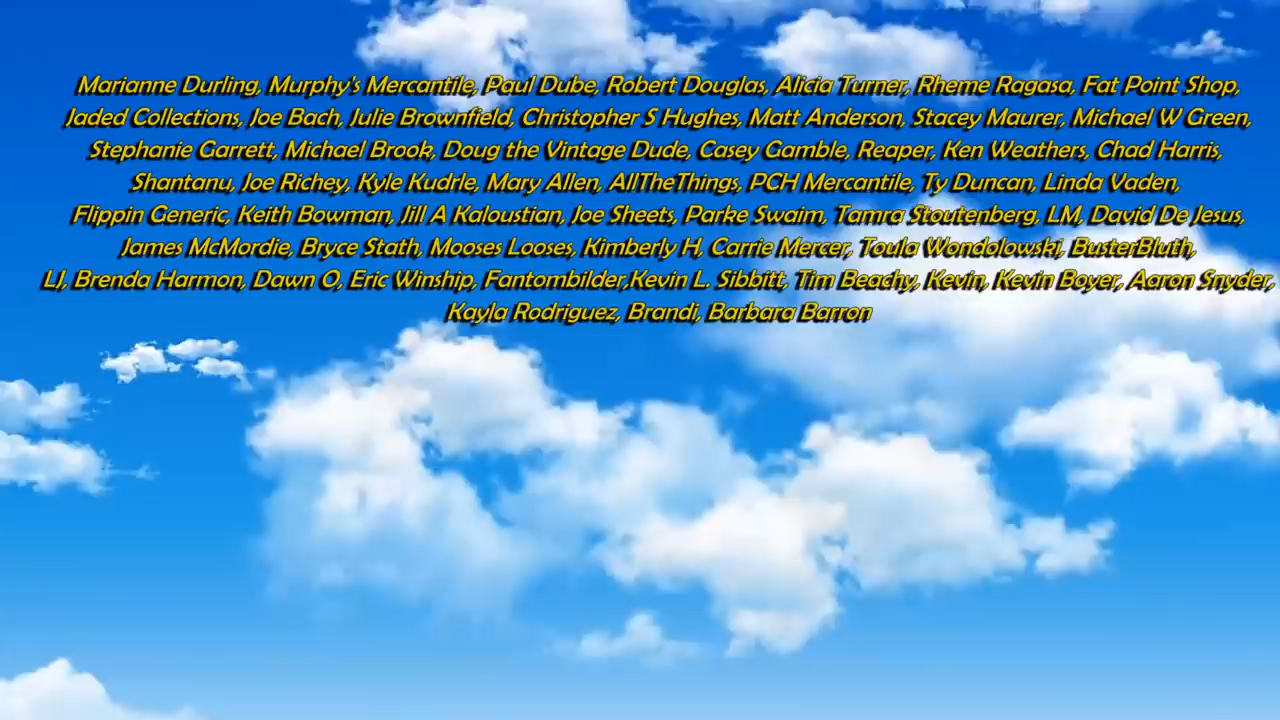 Marianne Durling, Murphy's Mercantile, Paul Dube, Robert Douglas, Alicia Turner, Rheme Ragasa, Fat Point Shop,
Jaded Collections, Joe Bach, Julie Brownfield, Christopher S Hughes, Matt Anderson, Stacey Maurer, Michael W Green,
Stephanie Garrett, Michael Brook, Doug the Vintage Dude, Casey Gamble, Reaper, Ken Weathers, Chad Harris,
Shantanu, Joe Richey, Kyle Kudrle, Mary Allen, AllTheThings, PCH Mercantile, Ty Duncan, Linda Vaden,
Flippin Generic, Keith Bowman, Jill A Kaloustian, Joe Sheets, Parke Swaim, Tamra Stoutenberg, LM, David De Jesus,
James McMordie, Bryce Stath, Mooses Looses, Kimberly H, Carrie Mercer, Toula Wondolowski, BusterBluth,
LJ, Brenda Harmon, Dawn O, Eric Winship, Fantombilder,Kevin L. Sibbitt, Tim Beachy, Kevin, Kevin Boyer, Aaron Snyder,
Kayla Rodriguez, Brandi, Barbara Barron